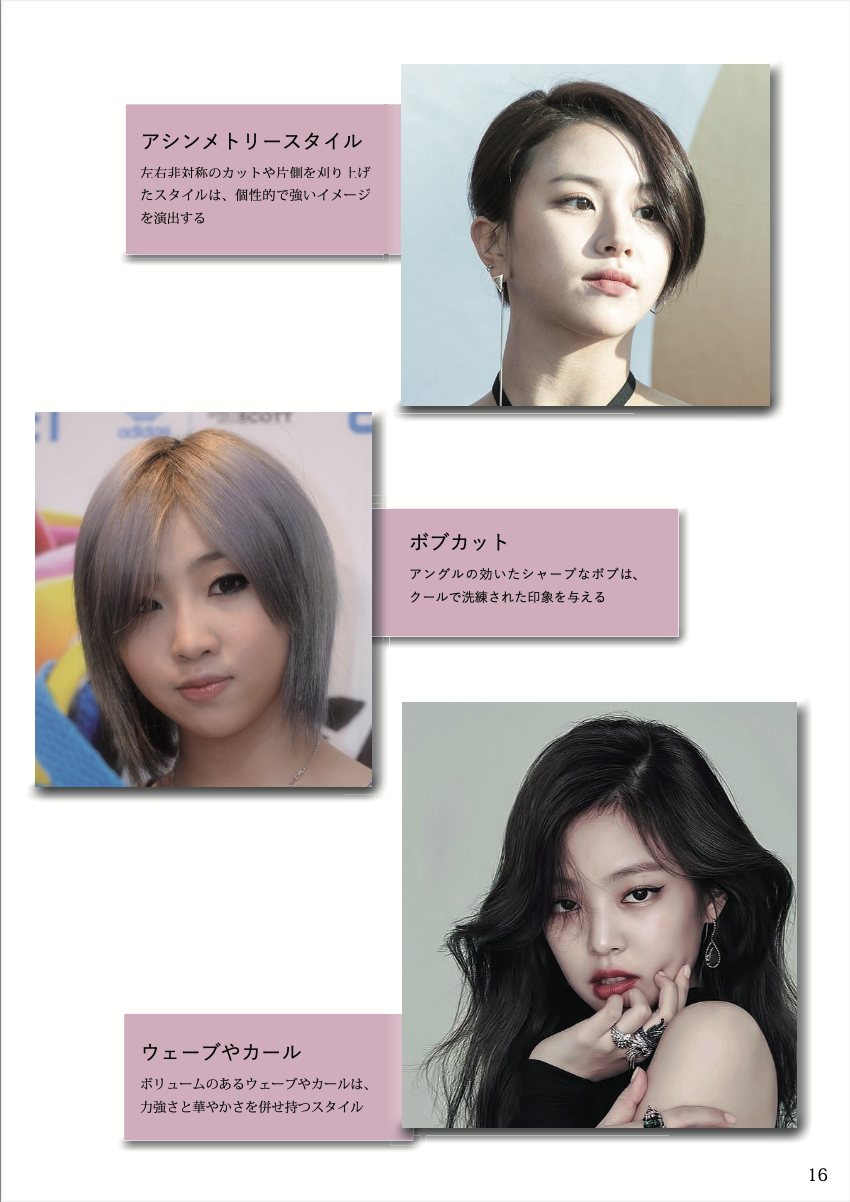 アシンメトリースタイル
左右非対称のカットや片側を刈り上げ
たスタイルは、個性的で強いイメージ
を演出する
adidas
SCOTT
ボブカット
アングルの効いたシャープなボブは、
クールで洗練された印象を与える
ウェーブやカール
ボリュームのあるウェーブやカールは、
力強さと華やかさを併せ持つスタイル
16